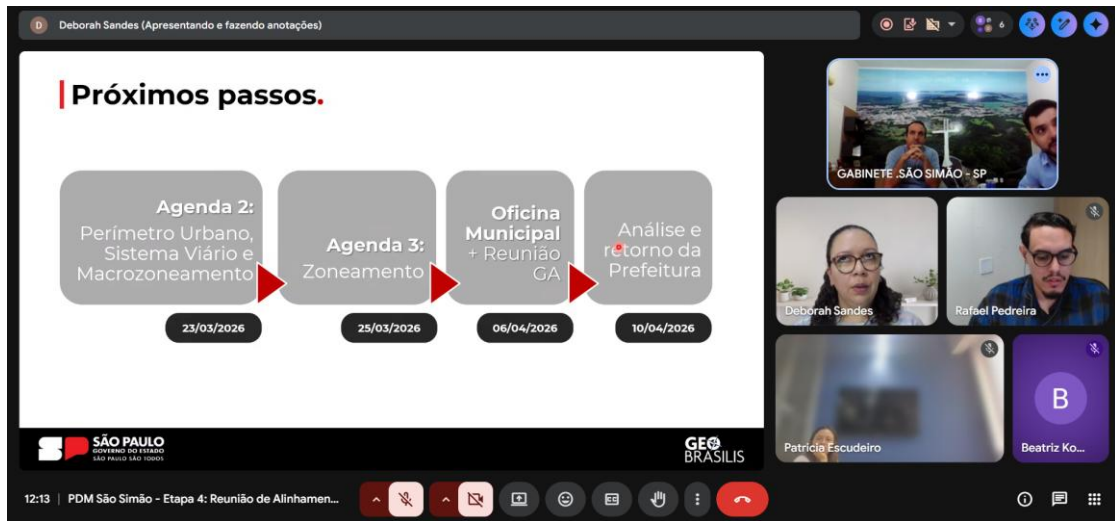 D
Deborah Sandes (Apresentando e fazendo anotações)
6
Próximos passos.
Agenda 2:
Perímetro Urbano,
Sistema Viário e
Macrozoneamento
23/03/2026
Agenda 3:
Zoneamento
25/03/2026
Oficina
Municipal
+ Reunião
GA
06/04/2026
Análise e
retorno da
Prefeitura
10/04/2026
SÃO PAULO
GOVERNO DO ESTADO
SÃO PAULO SÃO TODOS
GEO
BRASILIS
GABINETE .SÃO SIMÃO - SP
Deborah Sandes
Rafael Pedreira
Patricia Escudeiro
B
Beatriz Ko...
12:13 | PDM São Simão - Etapa 4: Reunião de Alinhamen...